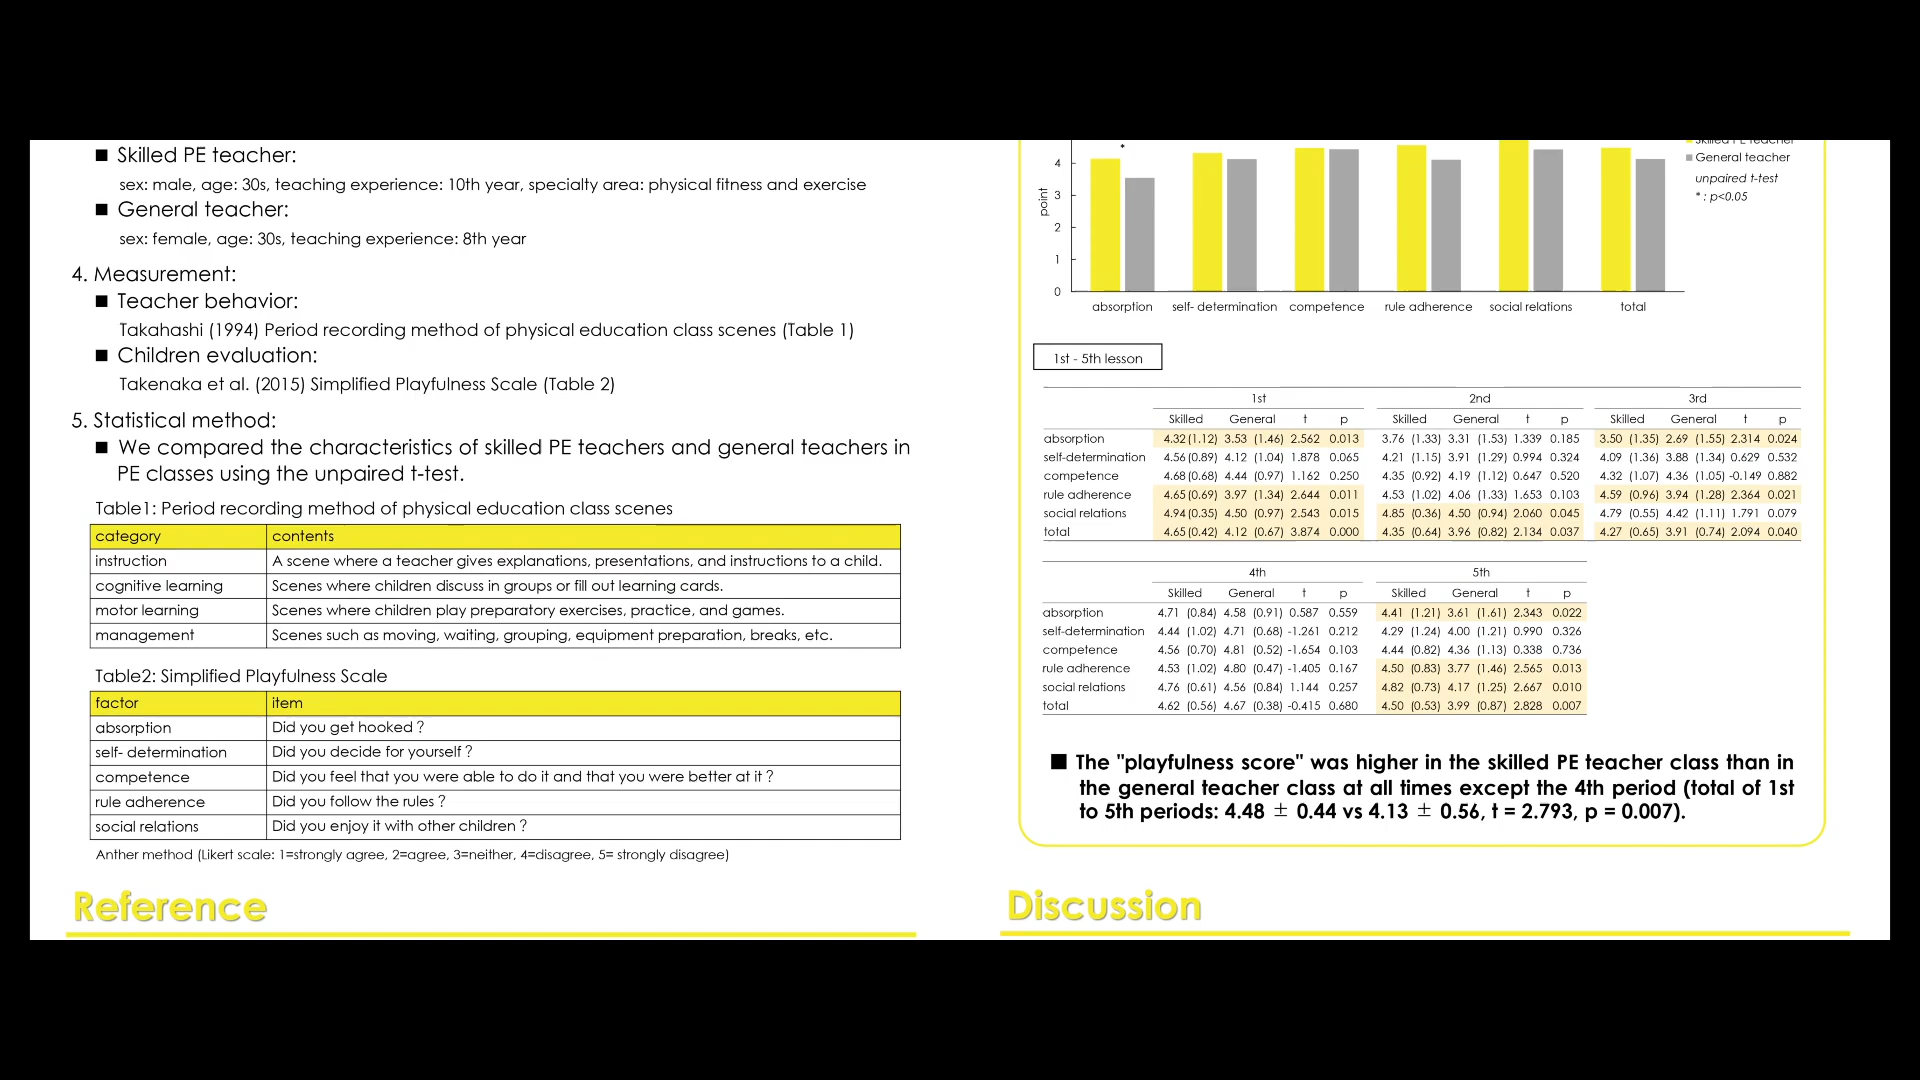 ■ Skilled PE teacher:
sex: male, age: 30s, teaching experience: 10th year, specialty area: physical fitness and exercise
■ General teacher:
sex: female, age: 30s, teaching experience: 8th year
4. Measurement:
■ Teacher behavior:
Takahashi (1994) Period recording method of physical education class scenes (Table 1)
■ Children evaluation:
Takenaka et al. (2015) Simplified Playfulness Scale (Table 2)
5. Statistical method:
■ We compared the characteristics of skilled PE teachers and general teachers in
PE classes using the unpaired t-test.
Table1: Period recording method of physical education class scenes
category contents
instruction A scene where a teacher gives explanations, presentations, and instructions to a child.
cognitive learning Scenes where children discuss in groups or fill out learning cards.
motor learning Scenes where children play preparatory exercises, practice, and games.
management Scenes such as moving, waiting, grouping, equipment preparation, breaks, etc.
Table2: Simplified Playfulness Scale
factor item
absorption Did you get hooked ?
self- determination Did you decide for yourself ?
competence Did you feel that you were able to do it and that you were better at it ?
rule adherence Did you follow the rules ?
social relations Did you enjoy it with other children ?
Anther method (Likert scale: 1=strongly agree, 2=agree, 3=neither, 4=disagree, 5= strongly disagree)
Reference
Skilled PE teacher
General teacher
unpaired t-test
* : p<0.05
*
point
4
3
2
1
0
absorption self- determination competence rule adherence social relations total
1st - 5th lesson
1st 2nd 3rd
Skilled General t p Skilled General t p Skilled General t p
absorption 4.32 (1.12) 3.53 (1.46) 2.562 0.013 3.76 (1.33) 3.31 (1.53) 1.339 0.185 3.50 (1.35) 2.69 (1.55) 2.314 0.024
self-determination 4.56 (0.89) 4.12 (1.04) 1.878 0.065 4.21 (1.15) 3.91 (1.29) 0.994 0.324 4.09 (1.36) 3.88 (1.34) 0.629 0.532
competence 4.68 (0.68) 4.44 (0.97) 1.162 0.250 4.35 (0.92) 4.19 (1.12) 0.647 0.520 4.32 (1.07) 4.36 (1.05) -0.149 0.882
rule adherence 4.65 (0.69) 3.97 (1.34) 2.644 0.011 4.53 (1.02) 4.06 (1.33) 1.653 0.103 4.59 (0.96) 3.94 (1.28) 2.364 0.021
social relations 4.94 (0.35) 4.50 (0.97) 2.543 0.015 4.85 (0.36) 4.50 (0.94) 2.060 0.045 4.79 (0.55) 4.42 (1.11) 1.791 0.079
total 4.65 (0.42) 4.12 (0.67) 3.874 0.000 4.35 (0.64) 3.96 (0.82) 2.134 0.037 4.27 (0.65) 3.91 (0.74) 2.094 0.040
4th 5th
Skilled General t p Skilled General t p
absorption 4.71 (0.84) 4.58 (0.91) 0.587 0.559 4.41 (1.21) 3.61 (1.61) 2.343 0.022
self-determination 4.44 (1.02) 4.71 (0.68) -1.261 0.212 4.29 (1.24) 4.00 (1.21) 0.990 0.326
competence 4.56 (0.70) 4.81 (0.52) -1.654 0.103 4.44 (0.82) 4.36 (1.13) 0.338 0.736
rule adherence 4.53 (1.02) 4.80 (0.47) -1.405 0.167 4.50 (0.83) 3.77 (1.46) 2.565 0.013
social relations 4.76 (0.61) 4.56 (0.84) 1.144 0.257 4.82 (0.73) 4.17 (1.25) 2.667 0.010
total 4.62 (0.56) 4.67 (0.38) -0.415 0.680 4.50 (0.53) 3.99 (0.87) 2.828 0.007
■ The "playfulness score" was higher in the skilled PE teacher class than in
the general teacher class at all times except the 4th period (total of 1st
to 5th periods: 4.48 ± 0.44 vs 4.13 ± 0.56, t = 2.793, p = 0.007).
Discussion